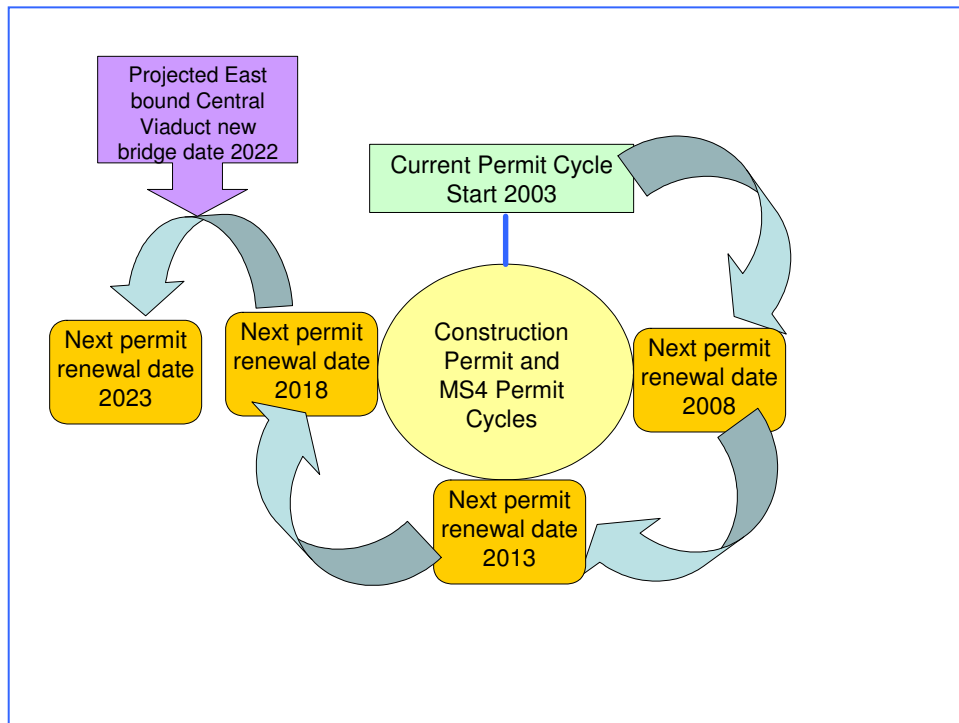 Projected East
bound Central
Viaduct new
bridge date 2022
Current Permit Cycle
Start 2003
Next permit
renewal date
2023
Next permit
renewal date
2018
Construction
Permit and
MS4 Permit
Cycles
Next permit
renewal date
2008
Next permit
renewal date
2013